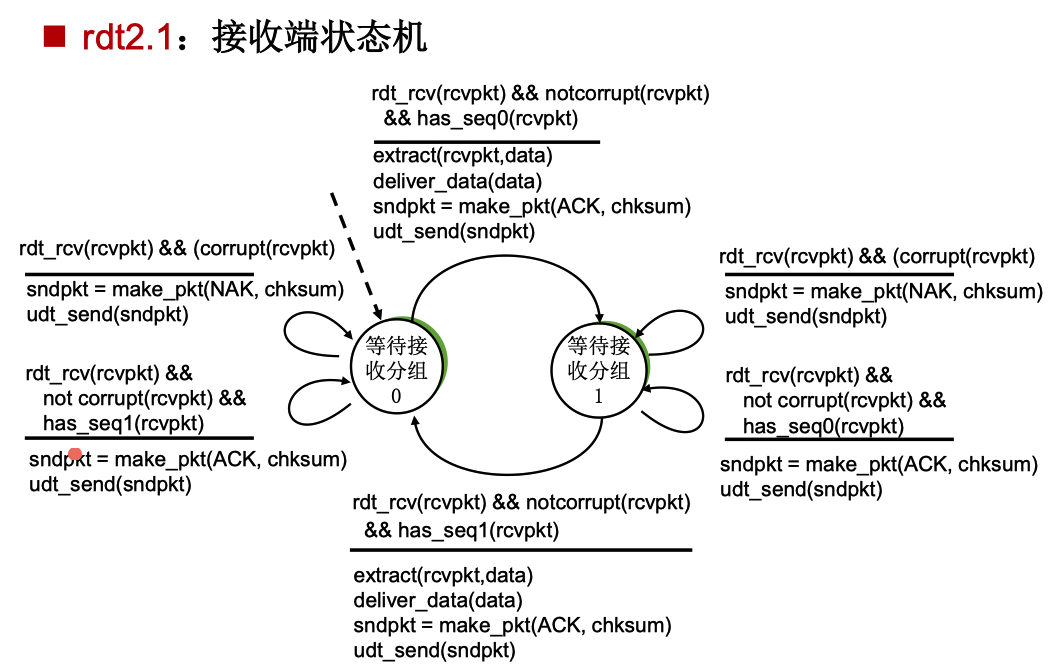 rdt2.1：接收端状态机
rdt_rcv(rcvpkt) && notcorrupt(rcvpkt)
&& has_seq0(rcvpkt)
extract(rcvpkt,data)
deliver_data(data)
sndpkt = make_pkt(ACK, chksum)
udt_send(sndpkt)
rdt_rcv(rcvpkt) && (corrupt(rcvpkt)
sndpkt = make_pkt(NAK, chksum)
udt_send(sndpkt)
rdt_rcv(rcvpkt) &&
not corrupt(rcvpkt) &&
has_seq1(rcvpkt)
sndpkt = make_pkt(ACK, chksum)
udt_send(sndpkt)
等待接
收分组
0
等待接
收分组
1
rdt_rcv(rcvpkt) && (corrupt(rcvpkt)
sndpkt = make_pkt(NAK, chksum)
udt_send(sndpkt)
rdt_rcv(rcvpkt) &&
not corrupt(rcvpkt) &&
has_seq0(rcvpkt)
sndpkt = make_pkt(ACK, chksum)
udt_send(sndpkt)
rdt_rcv(rcvpkt) && notcorrupt(rcvpkt)
&& has_seq1(rcvpkt)
extract(rcvpkt,data)
deliver_data(data)
sndpkt = make_pkt(ACK, chksum)
udt_send(sndpkt)